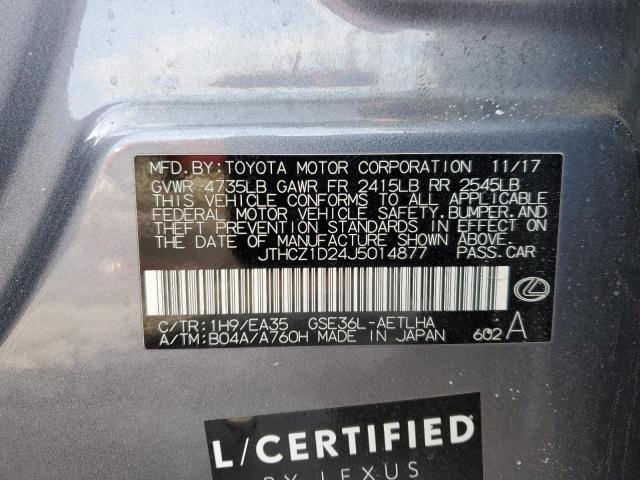 MFD.BY:TOYOTA MOTOR CORPORATION 11/17
GVWR 4735LB GAWR FR 2415LB RR 2545LB
THIS VEHICLE CONFORMS TO ALL APPLICABLE
FEDERAL MOTOR VEHICLE SAFETY,BUMPER,AND
THEFT PREVENTION STANDARDS IN EFFECT ON
THE DATE OF MANUFACTURE SHOWN ABOVE.
JTHCZ1D24J5014877 PASS.CAR
C/TR:1H9/EA35 GSE36L-AETLHA
A/TM:B04A/A760H MADE IN JAPAN 602 A
L/CERTIFIED
BY LEXUS